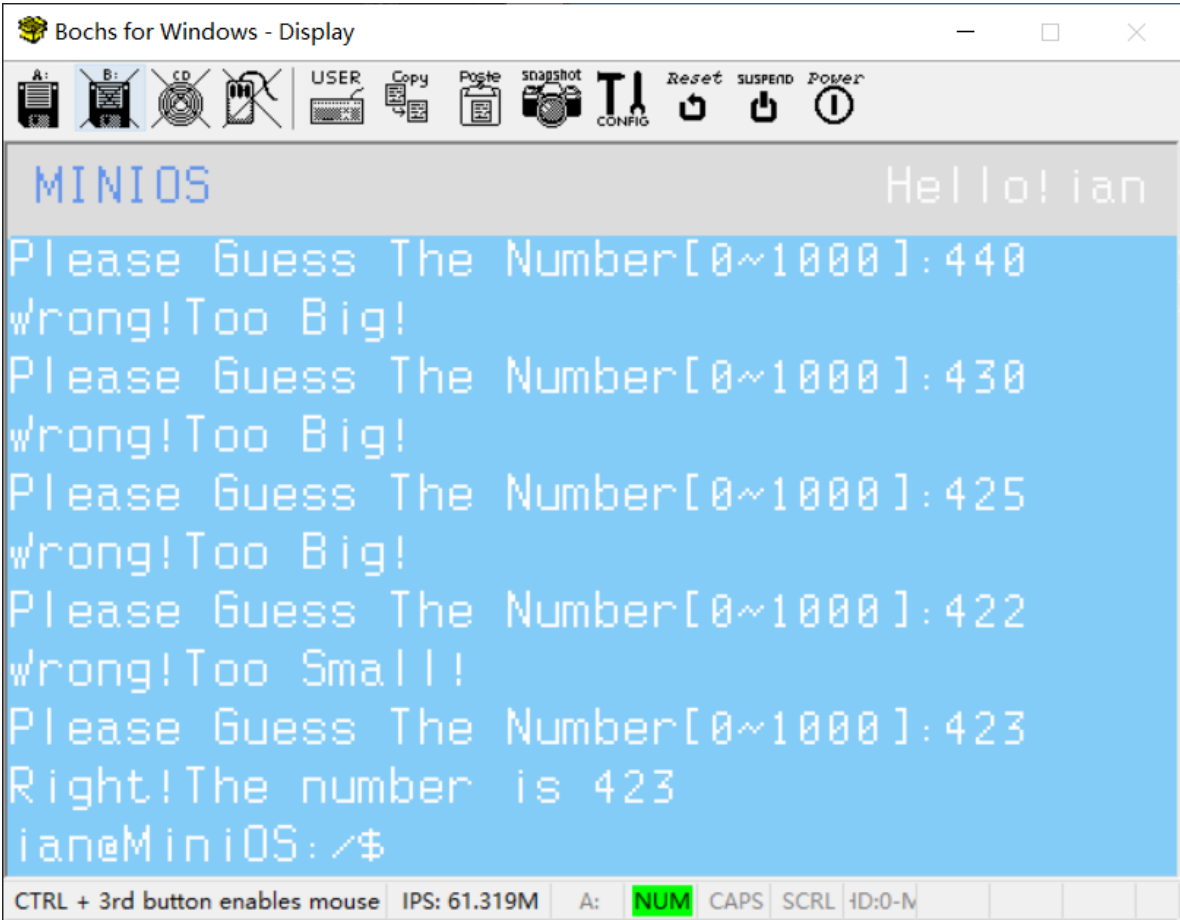 Bochs for Windows - Display
A: B: CD USER Copy Paste snapshot CONFIG Reset SUSPEND Power
MINIOS Hello!ian
Please Guess The Number[0~1000]:440
Wrong!Too Big!
Please Guess The Number[0~1000]:430
Wrong!Too Big!
Please Guess The Number[0~1000]:425
Wrong!Too Big!
Please Guess The Number[0~1000]:422
Wrong!Too Small!
Please Guess The Number[0~1000]:423
Right!The number is 423
ian@MiniOS:/$
CTRL + 3rd button enables mouse IPS: 61.319M A: NUM CAPS SCRL HD:0-M